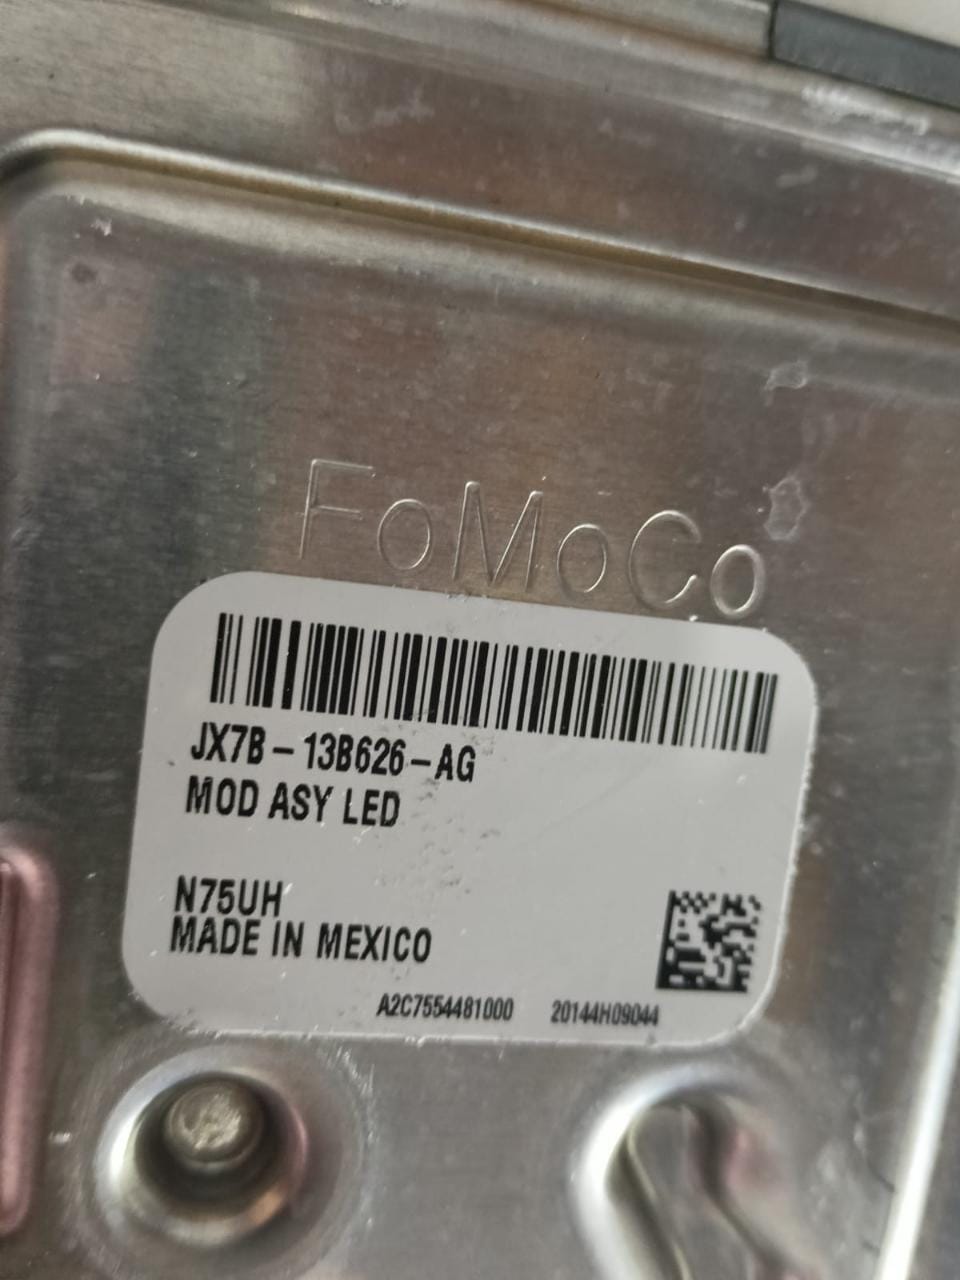 FoMoCo
JX7B-13B626-AG
MOD ASY LED
N75UH
MADE IN MEXICO
A2C7554481000 20144H09044